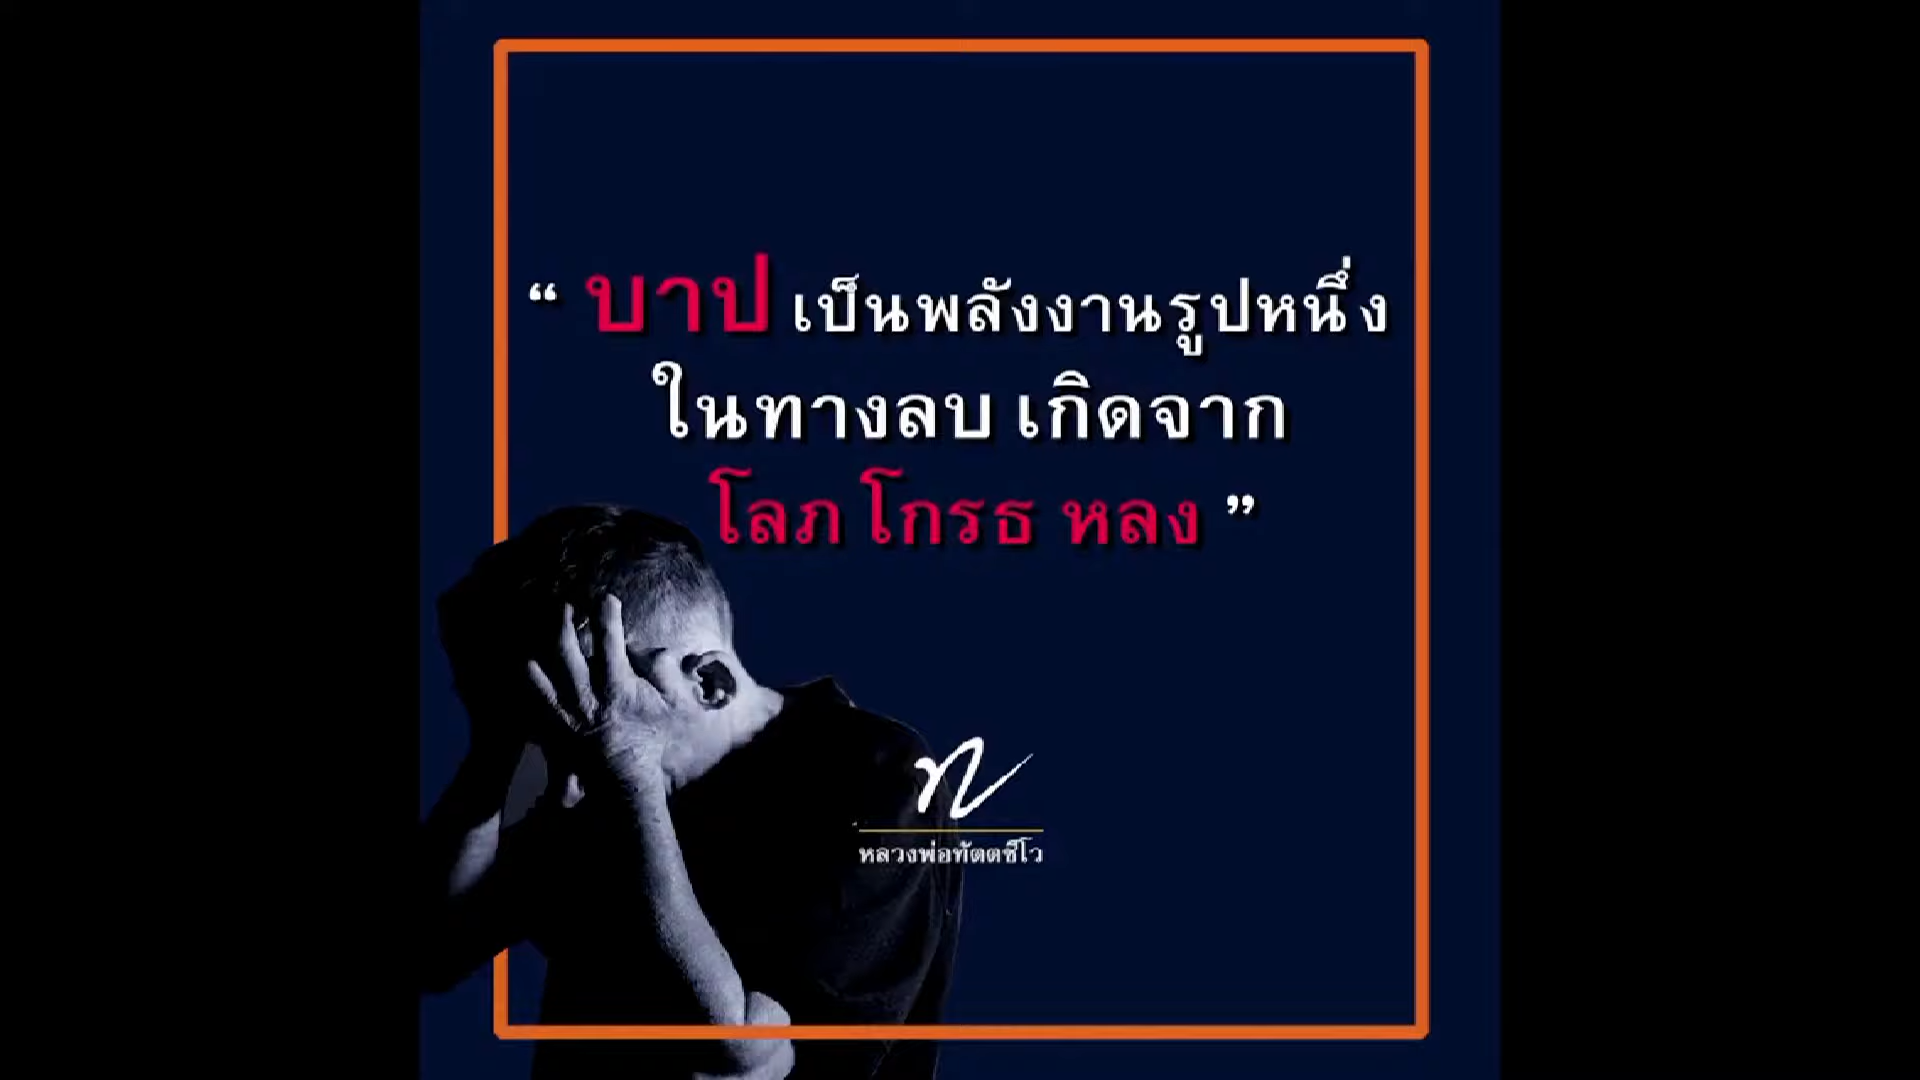 “ บาป เป็นพลังงานรูปหนึ่ง
ในทางลบ เกิดจาก
โลภ โกรธ หลง ”
ท
หลวงพ่อทัตตชีโว